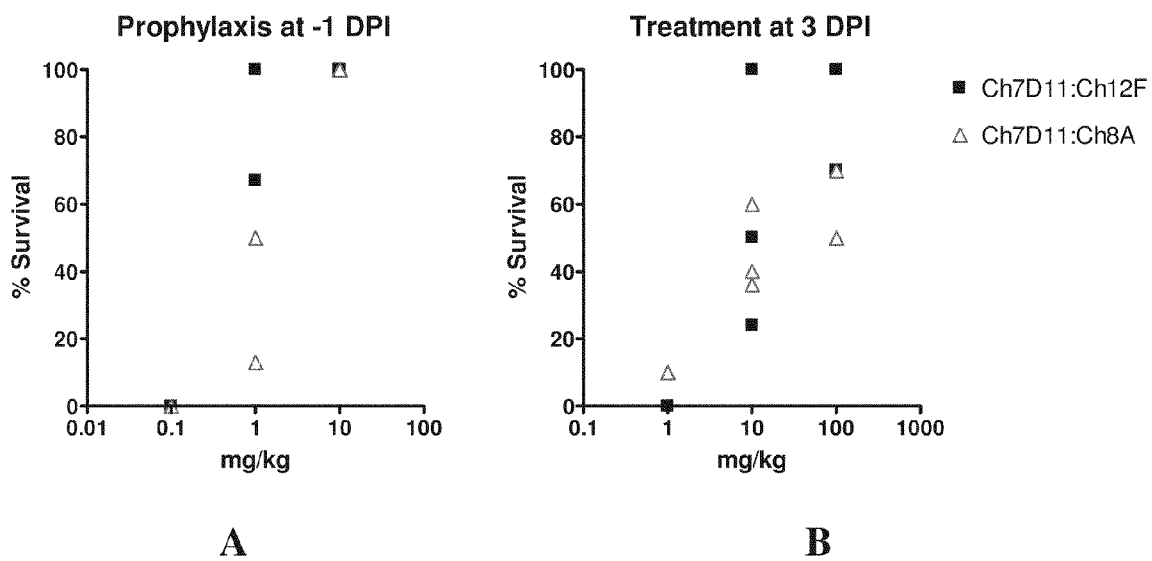 Prophylaxis at -1 DPI
Treatment at 3 DPI
100
80
60
40
20
0
% Survival
0.01 0.1 1 10 100
mg/kg
100
80
60
40
20
0
% Survival
0.1 1 10 100 1000
mg/kg
Ch7D11:Ch12F
Ch7D11:Ch8A
A
B